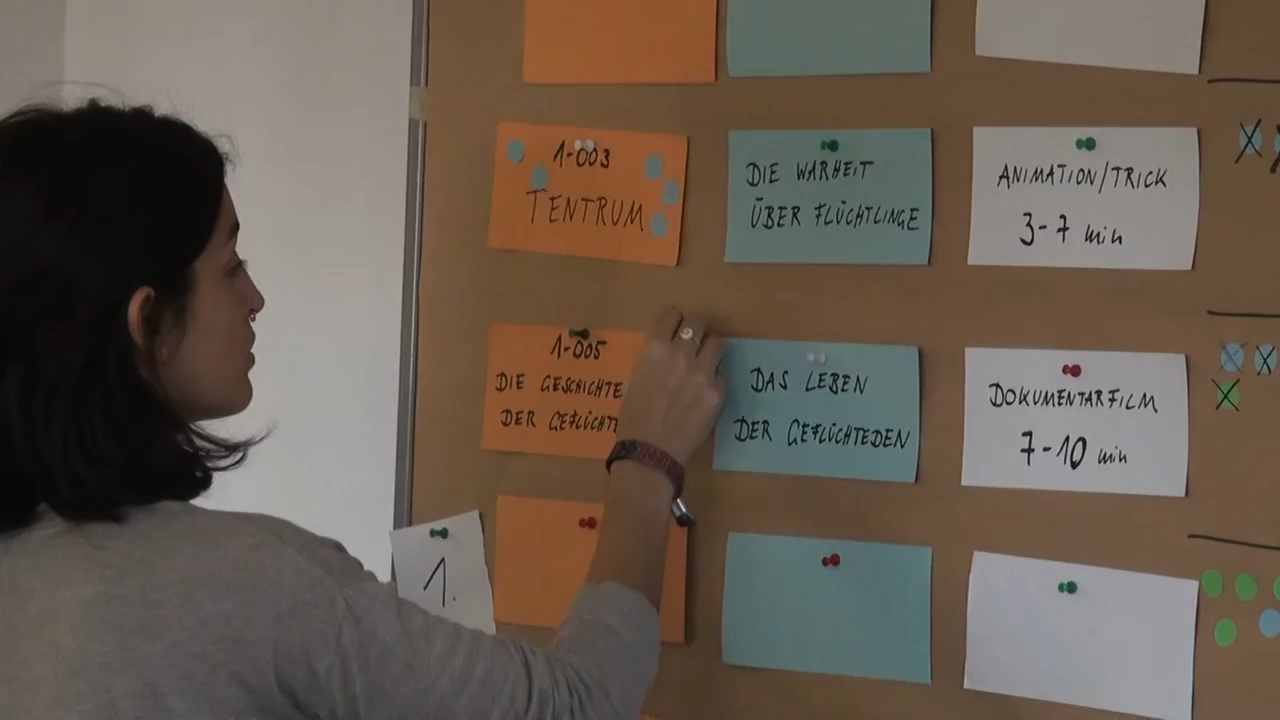 1-003
TENTRUM
DIE WARHEIT
ÜBER FLÜCHTLINGE
ANIMATION/TRICK
3-7 min
1-005
DIE GESCHICHTE
DER GEFLÜCHT
DAS LEBEN
DER GEFLÜCHTEDEN
DOKUMENTARFILM
7-10 min
1.